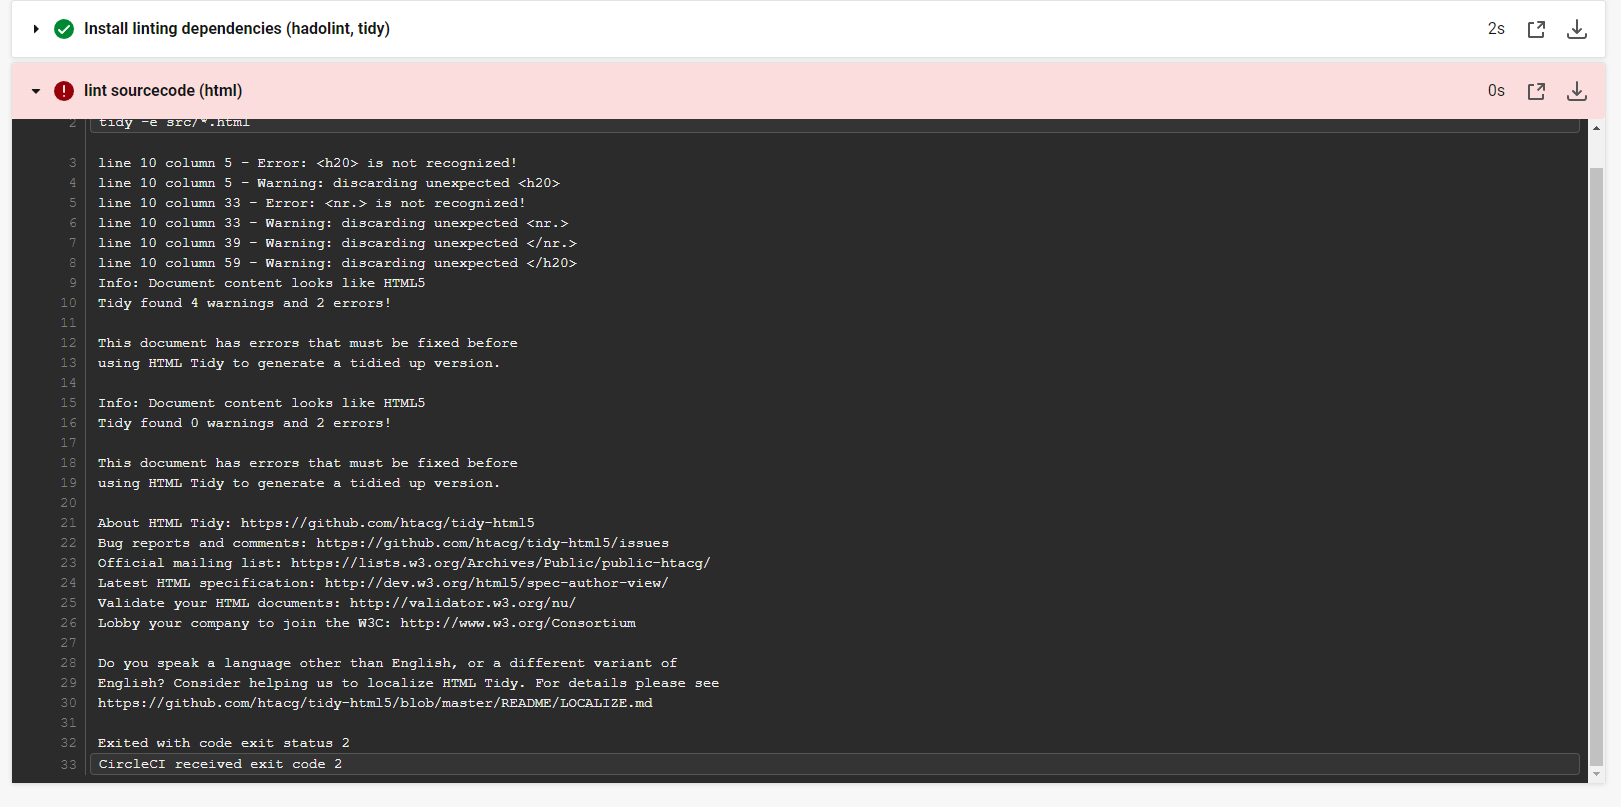 Install linting dependencies (hadolint, tidy)
2s
lint sourcecode (html)
0s
2 tidy -e src/*.html
3 line 10 column 5 - Error: <h20> is not recognized!
4 line 10 column 5 - Warning: discarding unexpected <h20>
5 line 10 column 33 - Error: <nr.> is not recognized!
6 line 10 column 33 - Warning: discarding unexpected <nr.>
7 line 10 column 39 - Warning: discarding unexpected </nr.>
8 line 10 column 59 - Warning: discarding unexpected </h20>
9 Info: Document content looks like HTML5
10 Tidy found 4 warnings and 2 errors!
11
12 This document has errors that must be fixed before
13 using HTML Tidy to generate a tidied up version.
14
15 Info: Document content looks like HTML5
16 Tidy found 0 warnings and 2 errors!
17
18 This document has errors that must be fixed before
19 using HTML Tidy to generate a tidied up version.
20
21 About HTML Tidy: https://github.com/htacg/tidy-html5
22 Bug reports and comments: https://github.com/htacg/tidy-html5/issues
23 Official mailing list: https://lists.w3.org/Archives/Public/public-htacg/
24 Latest HTML specification: http://dev.w3.org/html5/spec-author-view/
25 Validate your HTML documents: http://validator.w3.org/nu/
26 Lobby your company to join the W3C: http://www.w3.org/Consortium
27
28 Do you speak a language other than English, or a different variant of
29 English? Consider helping us to localize HTML Tidy. For details please see
30 https://github.com/htacg/tidy-html5/blob/master/README/LOCALIZE.md
31
32 Exited with code exit status 2
33 CircleCI received exit code 2